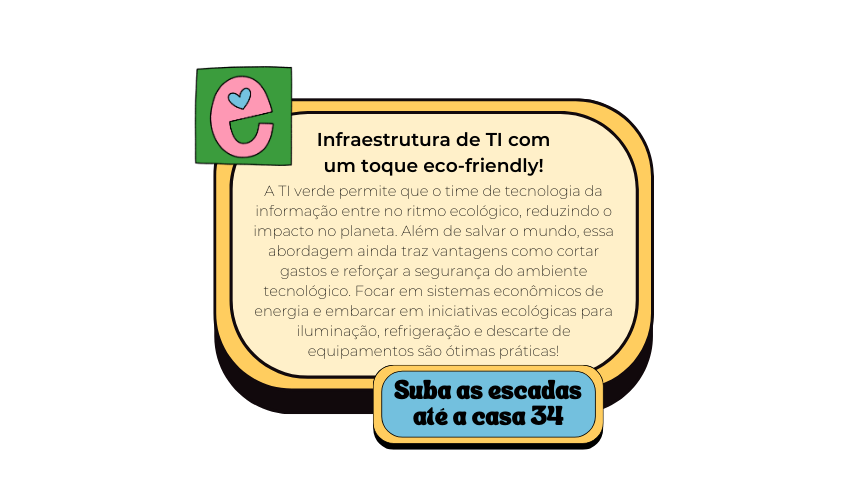 e
Infraestrutura de TI com
um toque eco-friendly!
A TI verde permite que o time de tecnologia da
informação entre no ritmo ecológico, reduzindo o
impacto no planeta. Além de salvar o mundo, essa
abordagem ainda traz vantagens como cortar
gastos e reforçar a segurança do ambiente
tecnológico. Focar em sistemas econômicos de
energia e embarcar em iniciativas ecológicas para
iluminação, refrigeração e descarte de
equipamentos são ótimas práticas!
Suba as escadas
até a casa 34